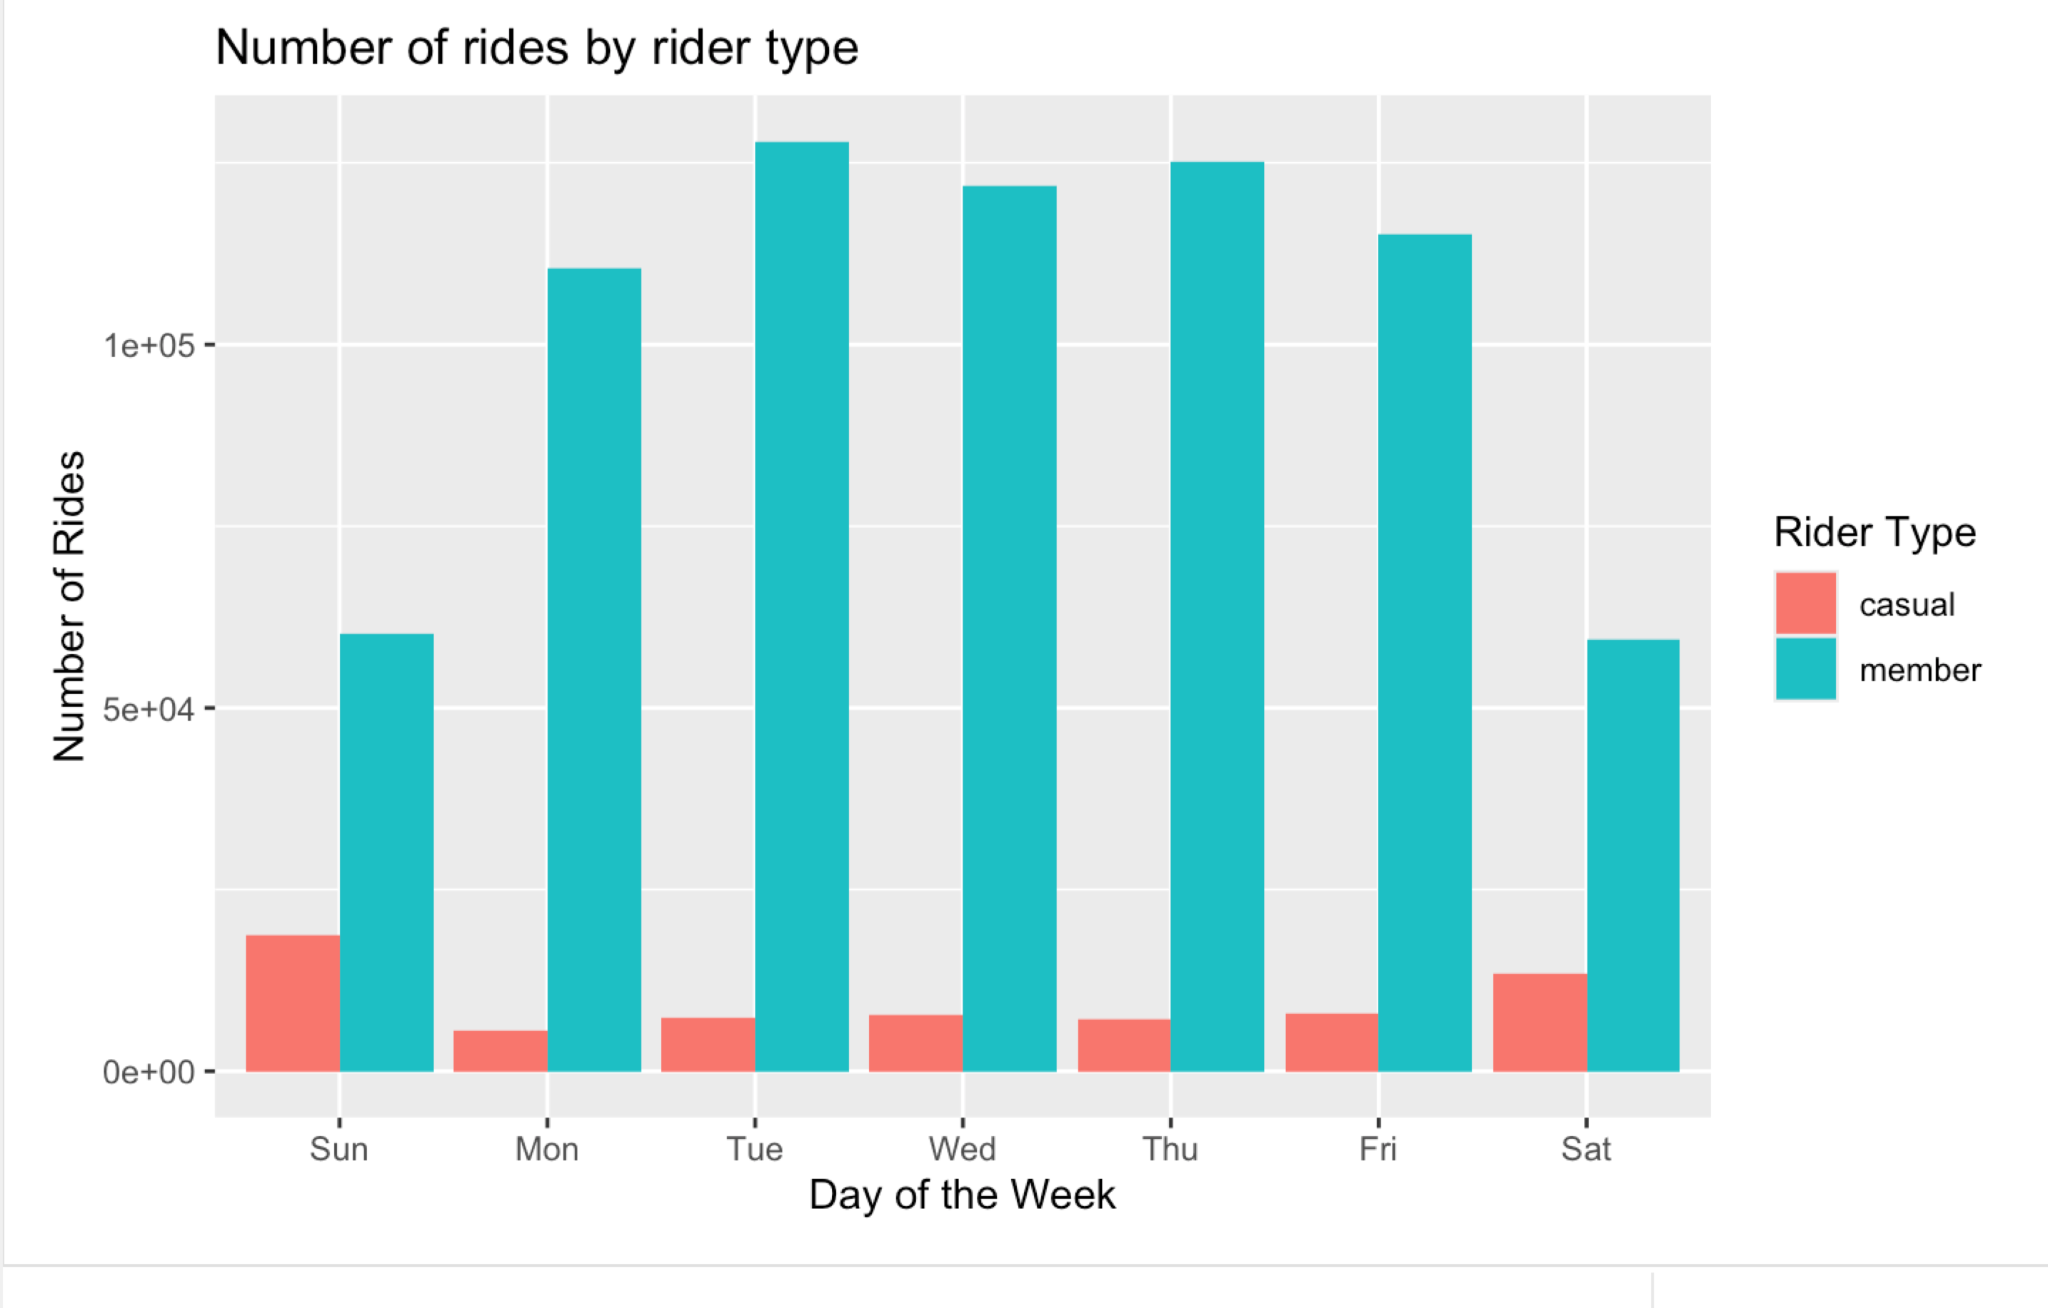 Number of rides by rider type
1e+05
5e+04
0e+00
Number of Rides
Sun Mon Tue Wed Thu Fri Sat
Day of the Week
Rider Type
casual
member